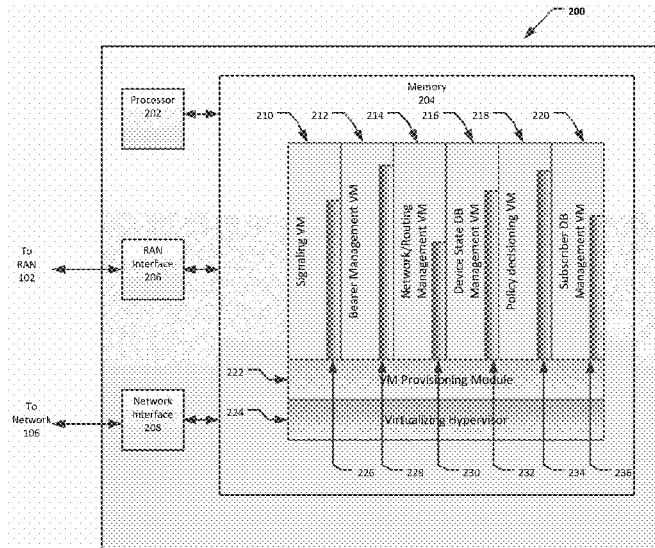 200
Processor
202
Memory
204
210
212
214
216
218
220
Signaling VM
Bearer Management VM
Network/Routing
Management VM
Device State DB
Management VM
Policy decisioning VM
Subscriber DB
Management VM
To
RAN
102
RAN
Interface
206
222
VM Provisioning Module
To
Network
106
Network
Interface
208
224
Virtualizing Hypervisor
226
228
230
232
234
236